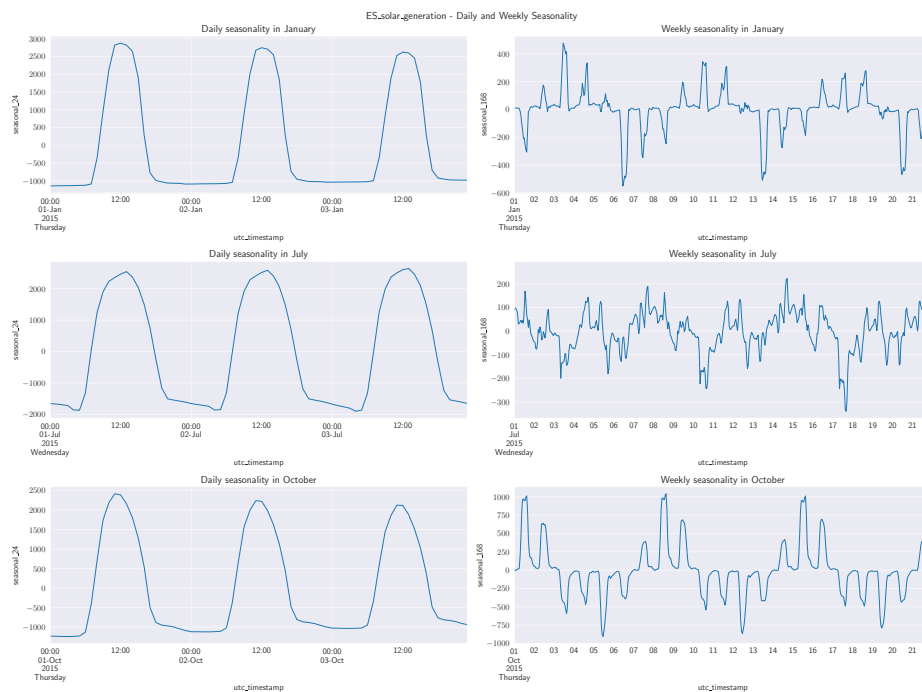 ES_solar_generation - Daily and Weekly Seasonality
Daily seasonality in January
seasonal_24
3000
2500
2000
1500
1000
500
0
−500
−1000
00:00 12:00 00:00 12:00 00:00 12:00
01-Jan 02-Jan 03-Jan
2015
Thursday
utc_timestamp
Weekly seasonality in January
seasonal_168
400
200
0
−200
−400
−600
01 02 03 04 05 06 07 08 09 10 11 12 13 14 15 16 17 18 19 20 21
Jan
2015
Thursday
utc_timestamp
Daily seasonality in July
seasonal_24
2000
1000
0
−1000
−2000
00:00 12:00 00:00 12:00 00:00 12:00
01-Jul 02-Jul 03-Jul
2015
Wednesday
utc_timestamp
Weekly seasonality in July
seasonal_168
200
100
0
−100
−200
−300
01 02 03 04 05 06 07 08 09 10 11 12 13 14 15 16 17 18 19 20 21
Jul
2015
Wednesday
utc_timestamp
Daily seasonality in October
seasonal_24
2500
2000
1500
1000
500
0
−500
−1000
00:00 12:00 00:00 12:00 00:00 12:00
01-Oct 02-Oct 03-Oct
2015
Thursday
utc_timestamp
Weekly seasonality in October
seasonal_168
1000
750
500
250
0
−250
−500
−750
−1000
01 02 03 04 05 06 07 08 09 10 11 12 13 14 15 16 17 18 19 20 21
Oct
2015
Thursday
utc_timestamp